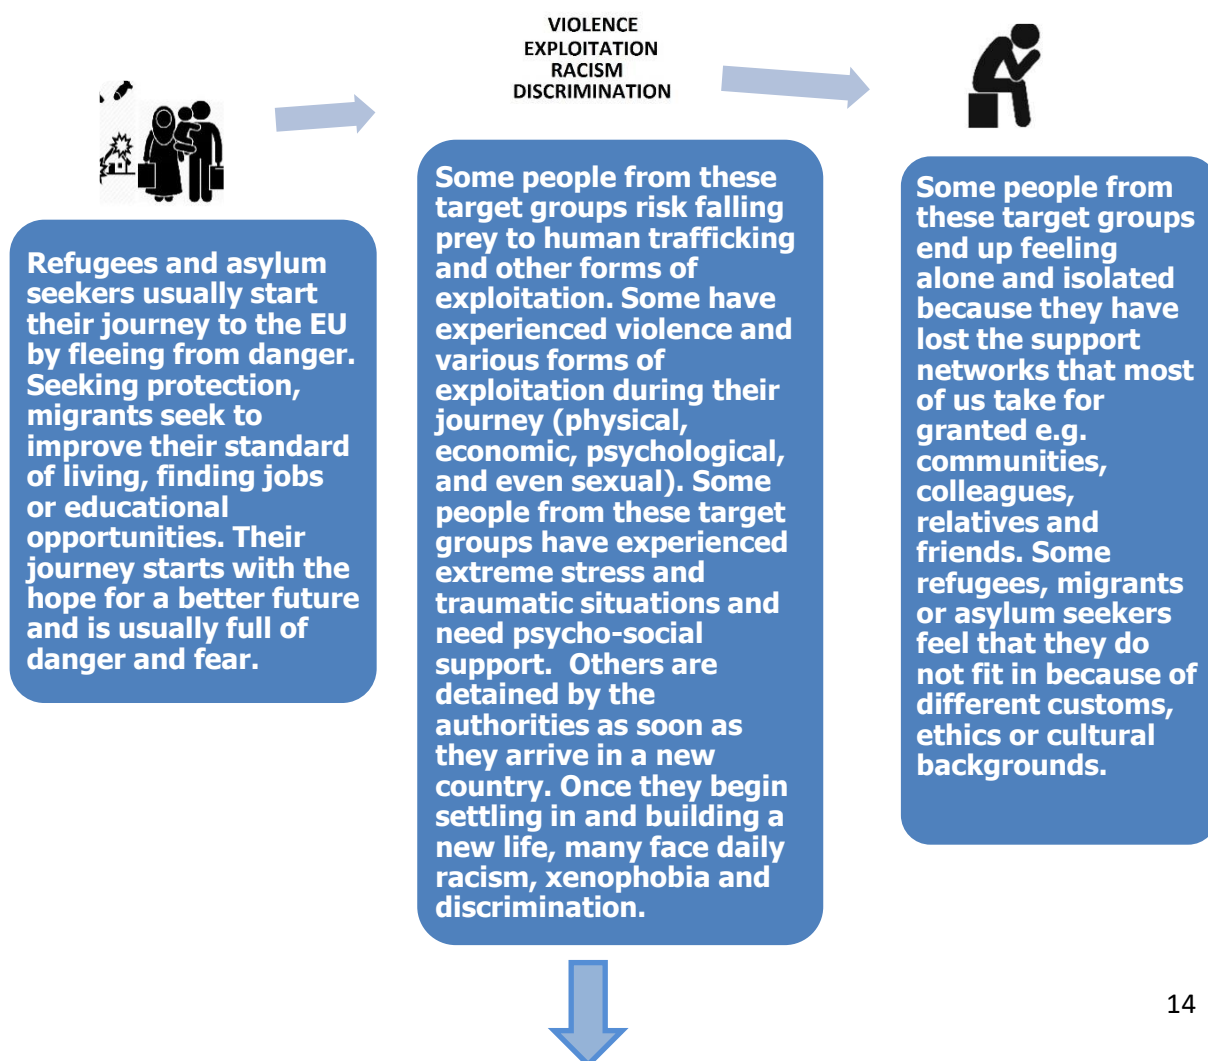 VIOLENCE
EXPLOITATION
RACISM
DISCRIMINATION
Refugees and asylum
seekers usually start
their journey to the EU
by fleeing from danger.
Seeking protection,
migrants seek to
improve their standard
of living, finding jobs
or educational
opportunities. Their
journey starts with the
hope for a better future
and is usually full of
danger and fear.
Some people from these
target groups risk falling
prey to human trafficking
and other forms of
exploitation. Some have
experienced violence and
various forms of
exploitation during their
journey (physical,
economic, psychological,
and even sexual). Some
people from these target
groups have experienced
extreme stress and
traumatic situations and
need psycho-social
support.  Others are
detained by the
authorities as soon as
they arrive in a new
country. Once they begin
settling in and building a
new life, many face daily
racism, xenophobia and
discrimination.
Some people from
these target groups
end up feeling
alone and isolated
because they have
lost the support
networks that most
of us take for
granted e.g.
communities,
colleagues,
relatives and
friends. Some
refugees, migrants
or asylum seekers
feel that they do
not fit in because of
different customs,
ethics or cultural
backgrounds.
14